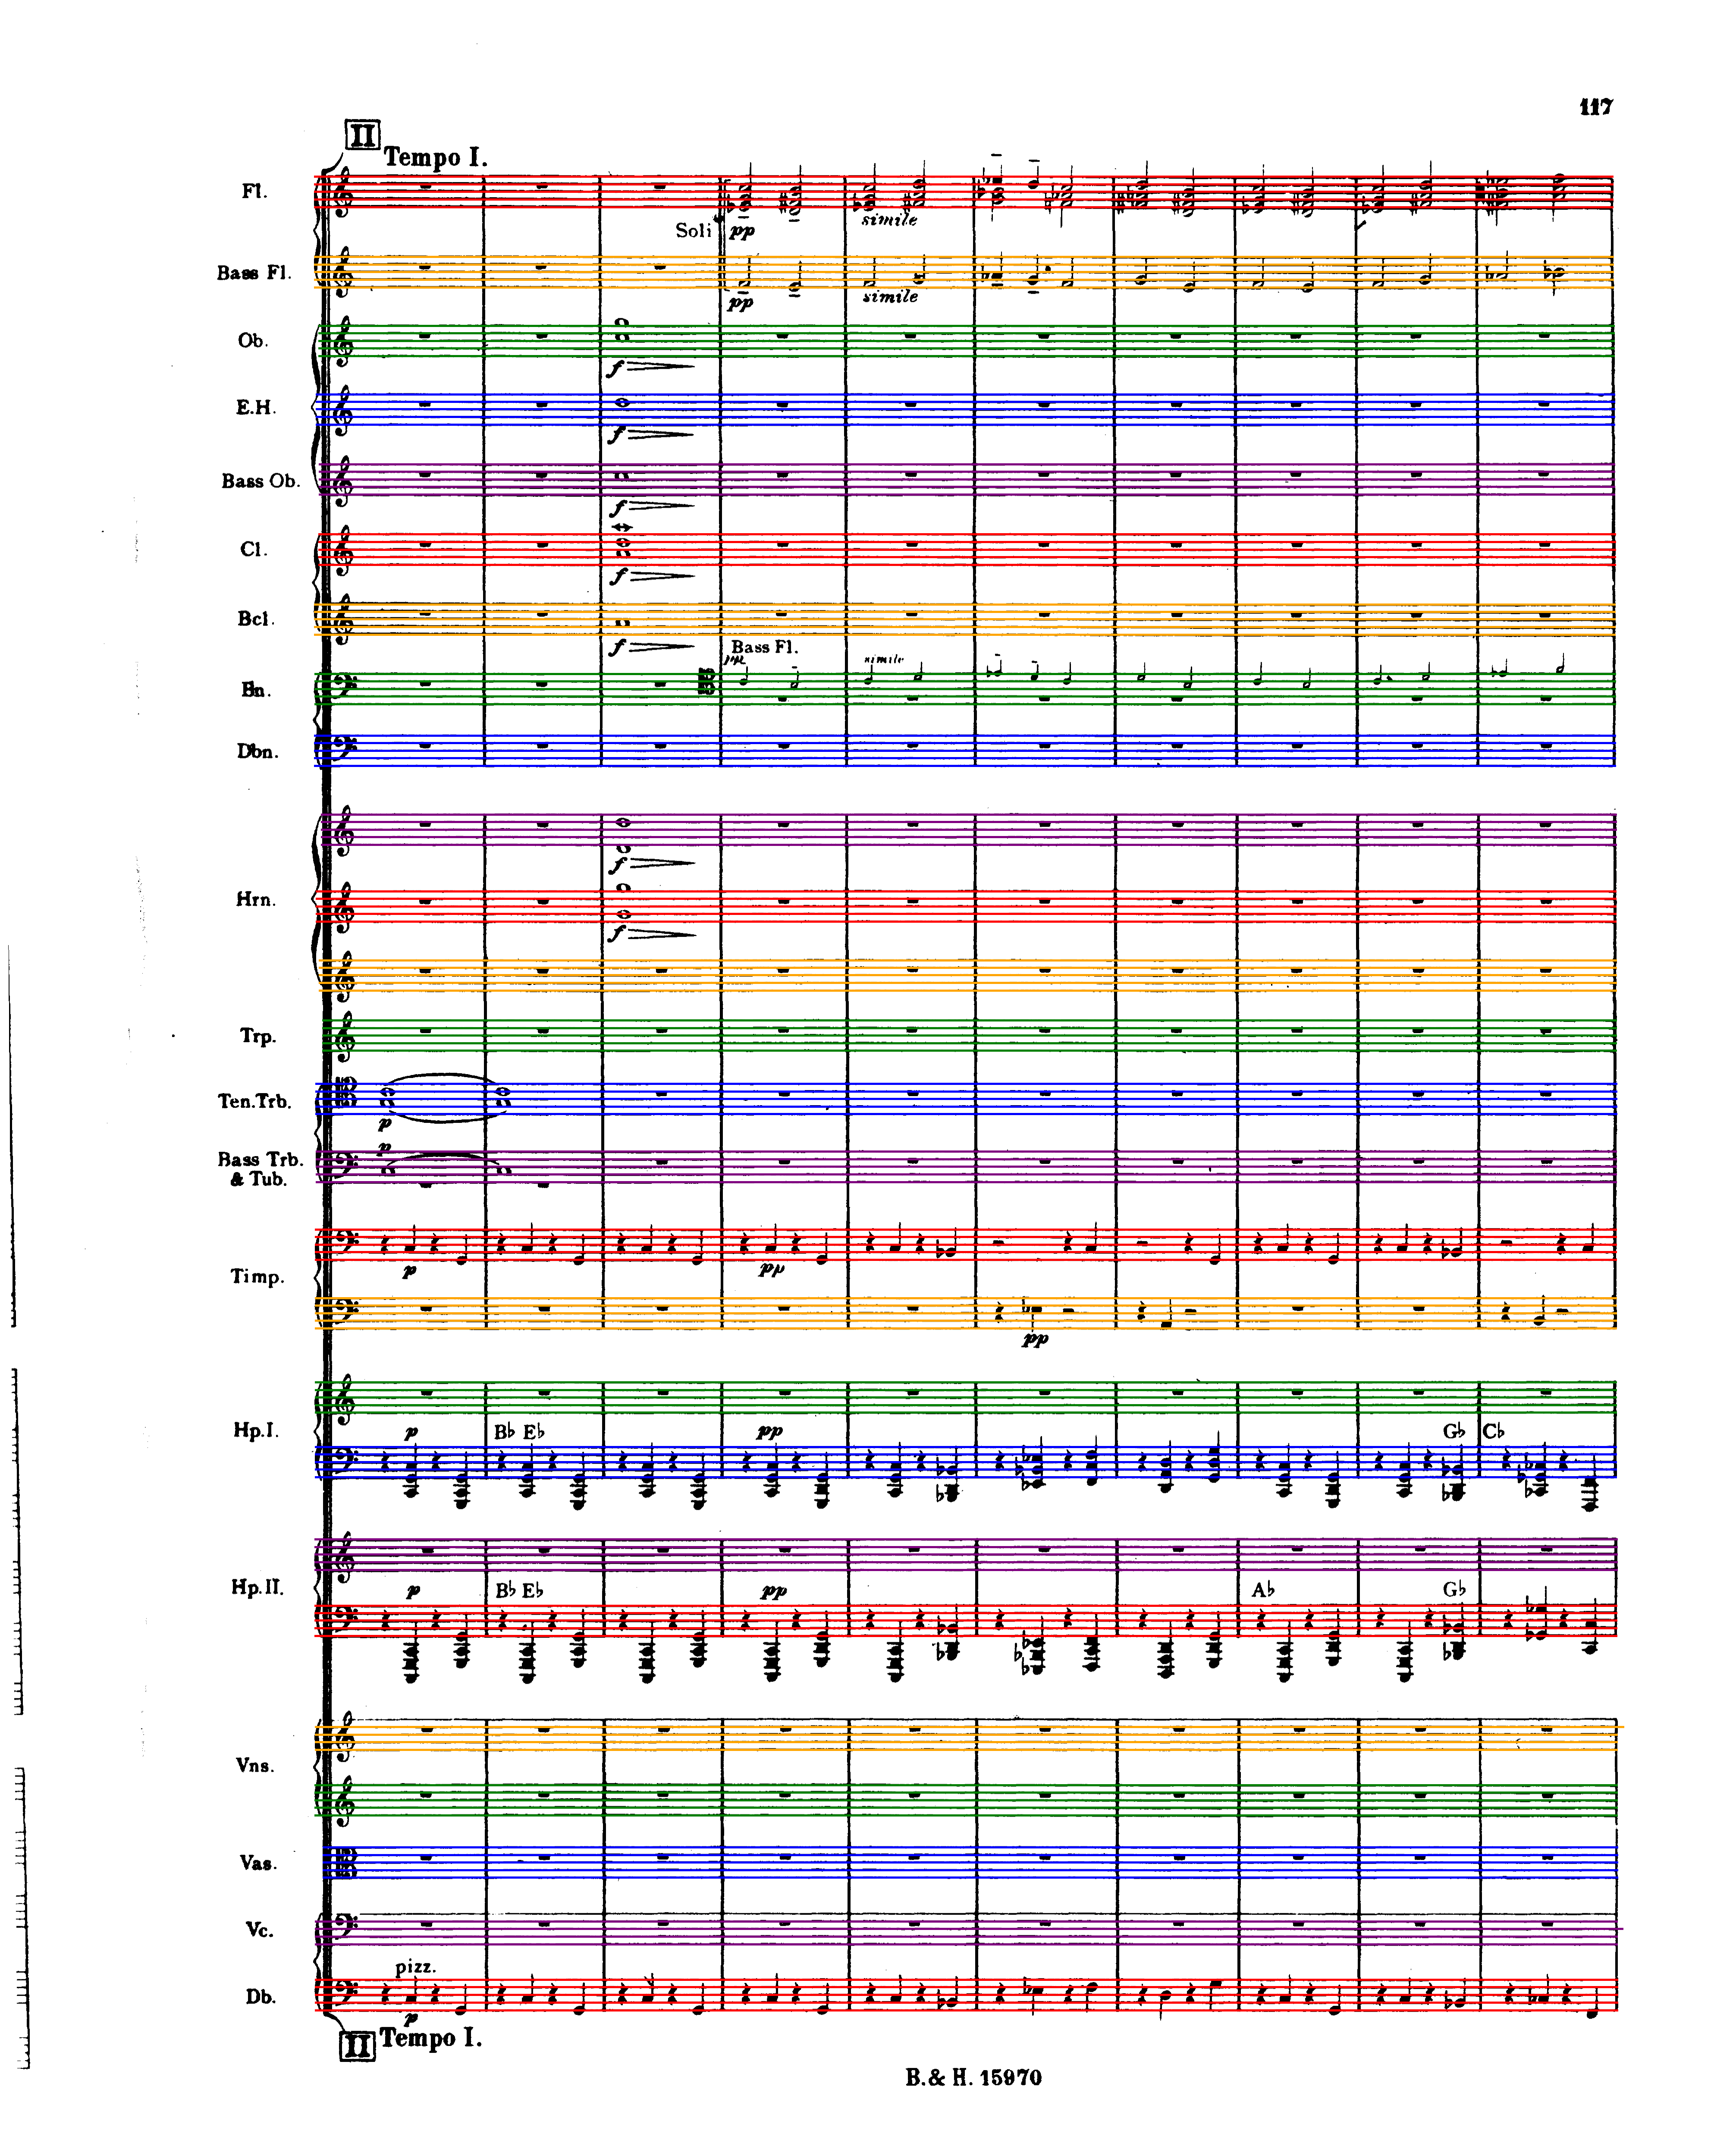 117
II
Tempo I.
Fl.
simile
Soli pp
Bass Fl.
pp simile
Ob.
f
E.H.
f
Bass Ob.
f
Cl.
f
Bcl.
f Bass Fl.
pp simile
Bn.
Dbn.
f
Hrn.
f
Trp.
Ten.Trb.
p
p
Bass Trb.
& Tub.
p pp
Timp.
pp
Hp.I. p B♭ E♭ pp G♭ C♭
Hp.II. p B♭ E♭ pp A♭ G♭
Vns.
Vas.
Vc.
pizz.
Db.
p
II Tempo I.
B.& H. 15970